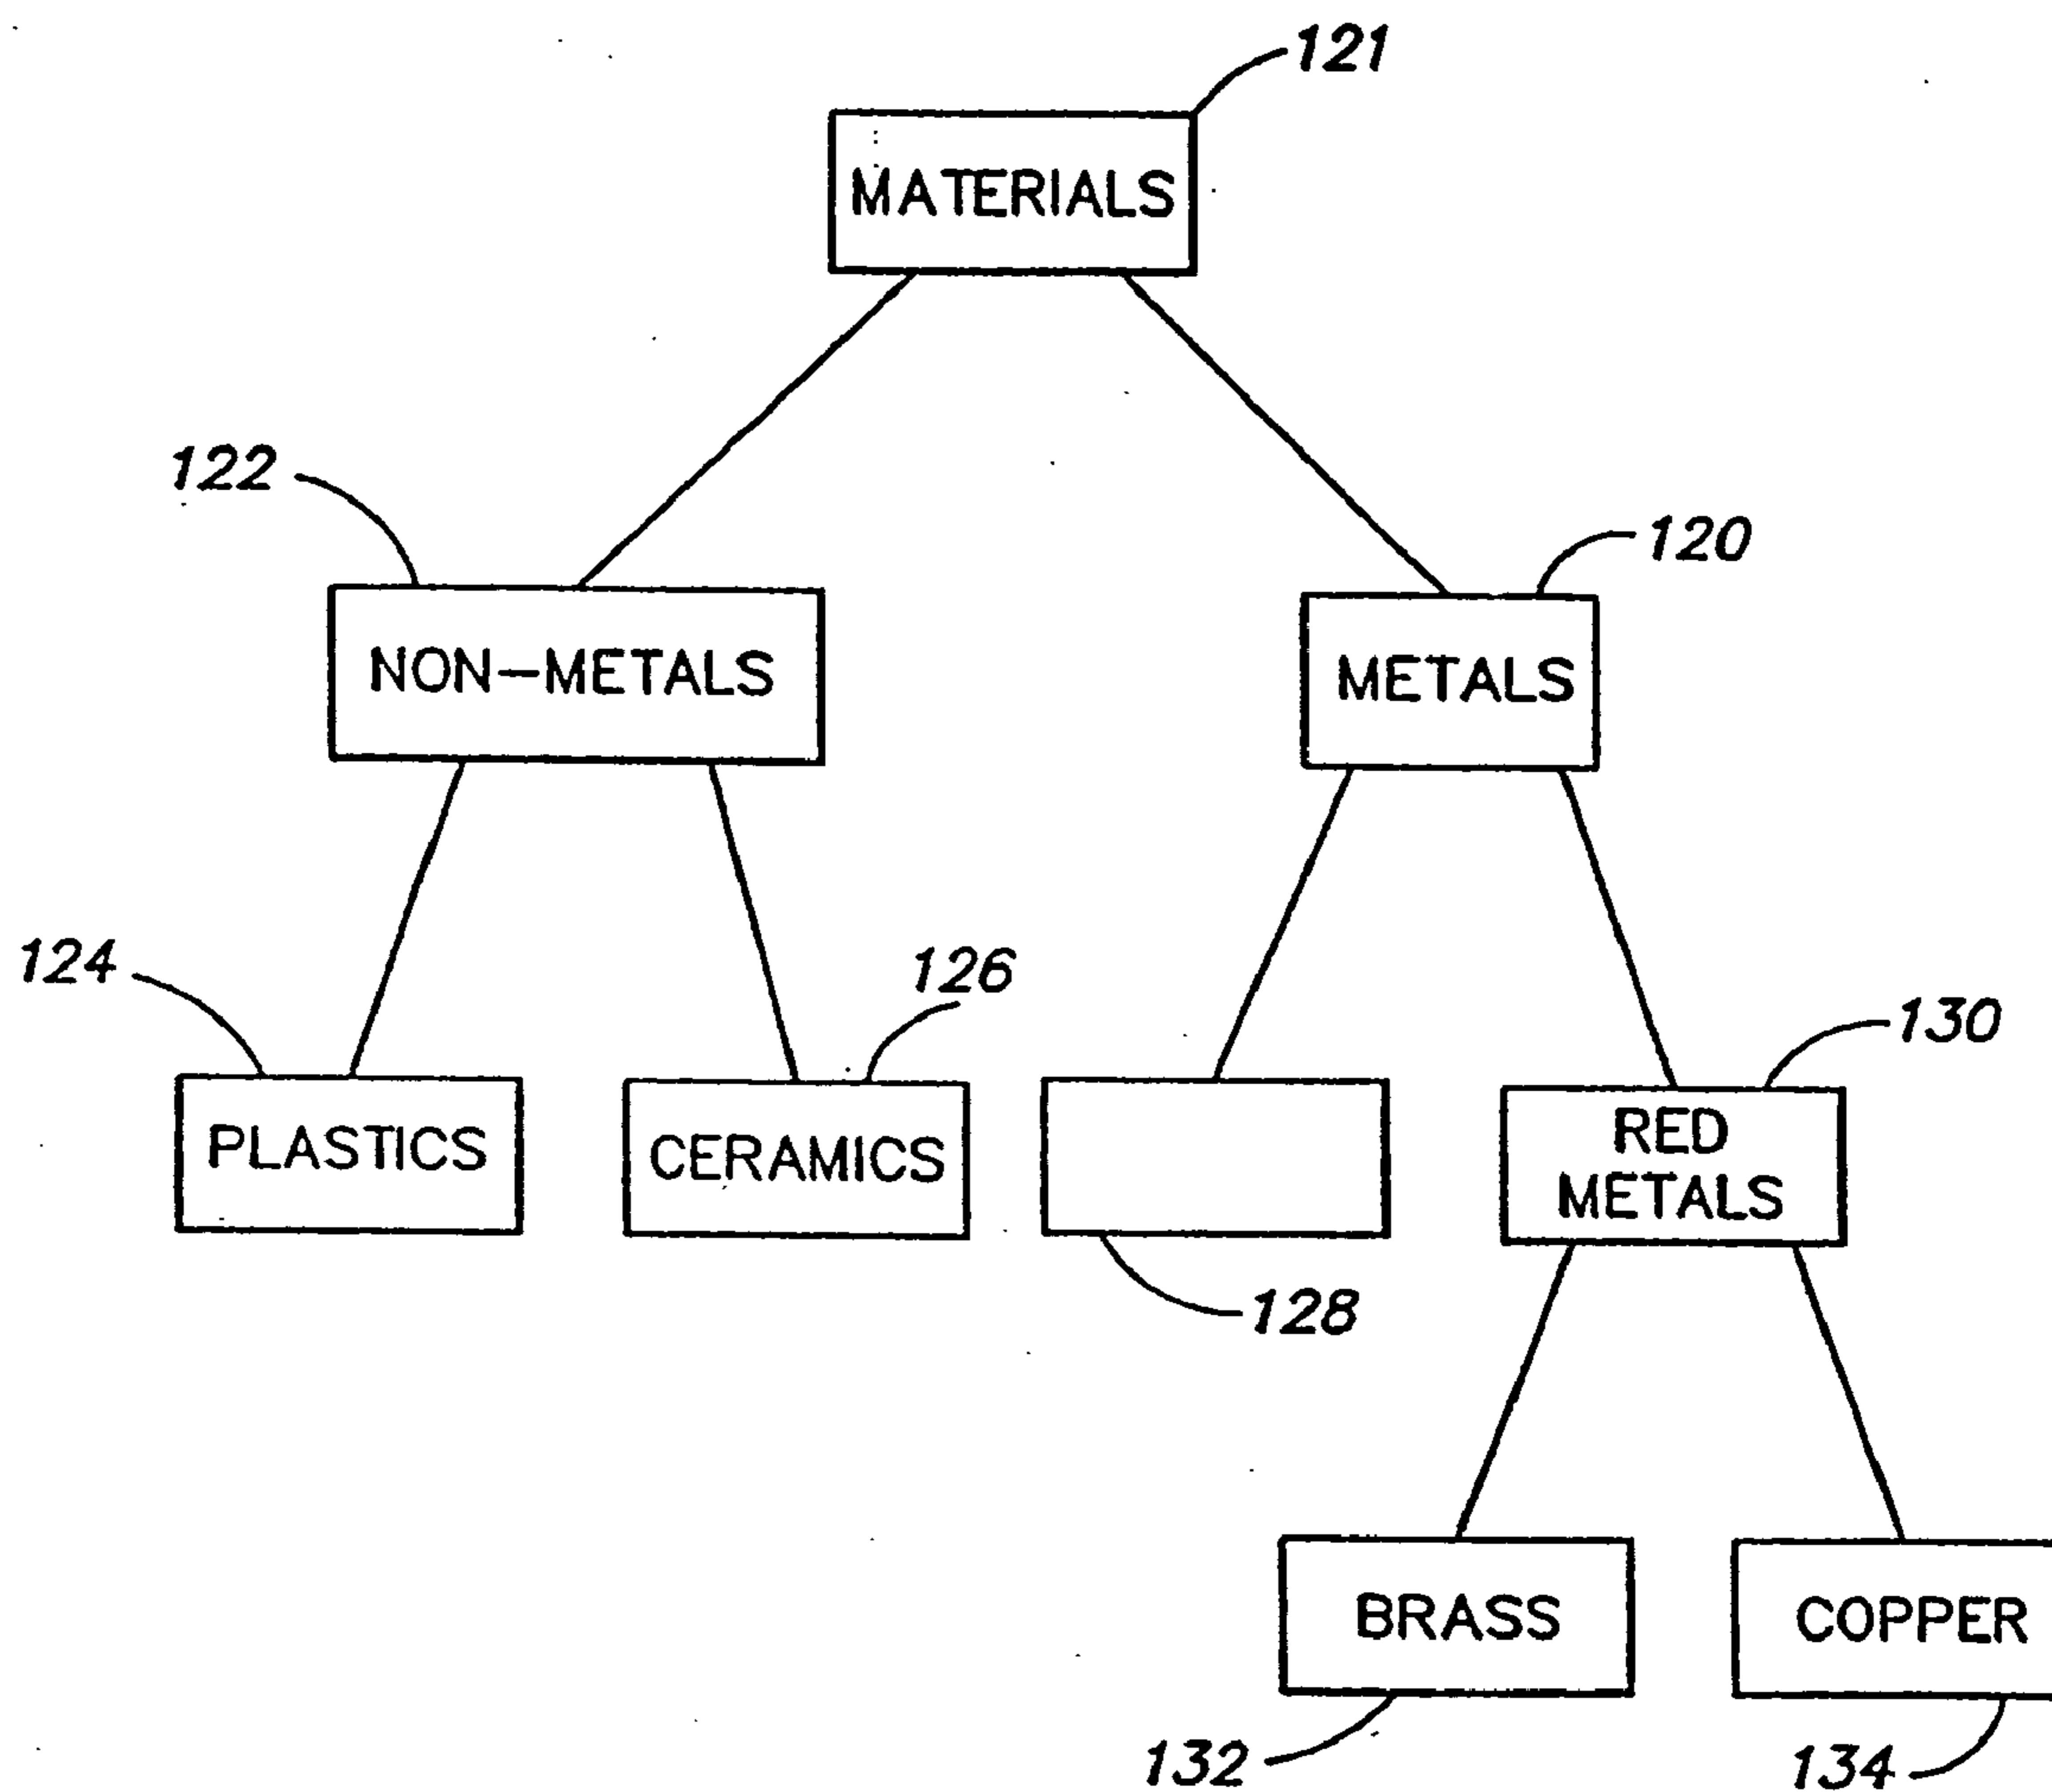 121
MATERIALS
122
120
NON-METALS
METALS
124
126
130
PLASTICS
CERAMICS
RED
METALS
128
BRASS
COPPER
132
134